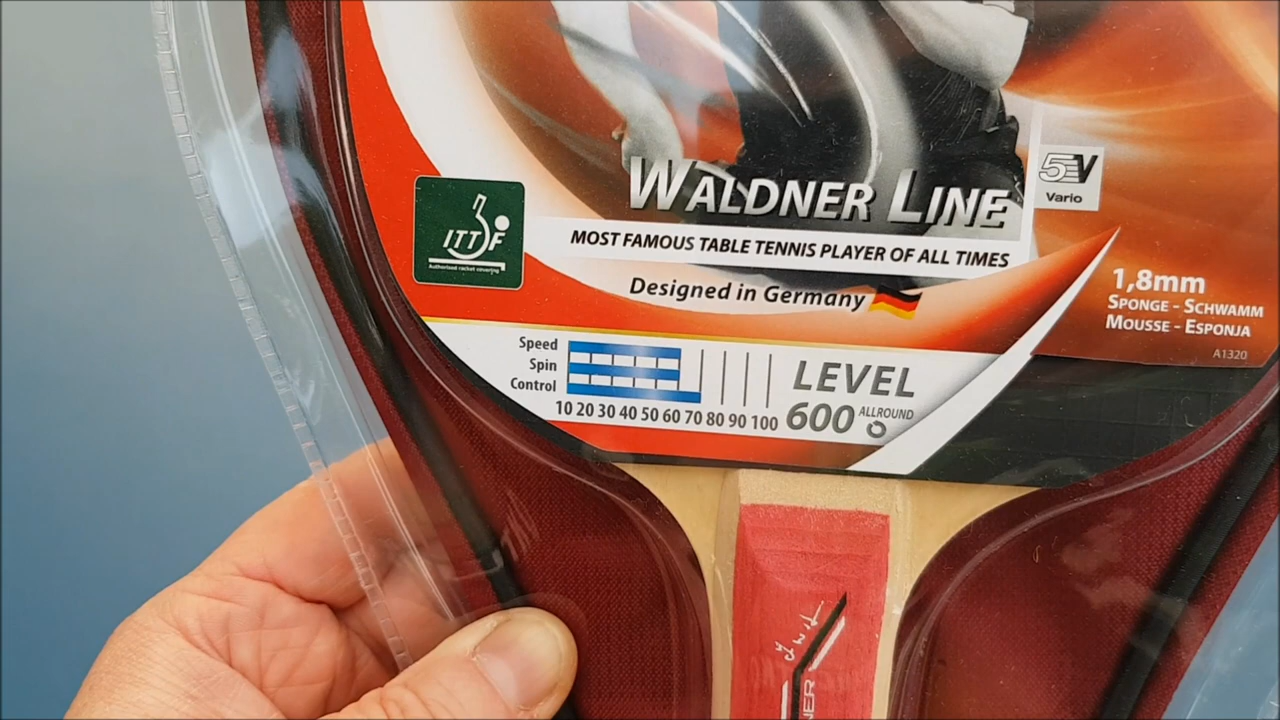 WALDNER LINE
MOST FAMOUS TABLE TENNIS PLAYER OF ALL TIMES
Designed in Germany
ITTF
Authorised racket covering
5V
Vario
1,8mm
SPONGE - SCHWAMM
MOUSSE - ESPONJA
A1320
Speed
Spin
Control
10 20 30 40 50 60 70 80 90 100
LEVEL
600 ALLROUND